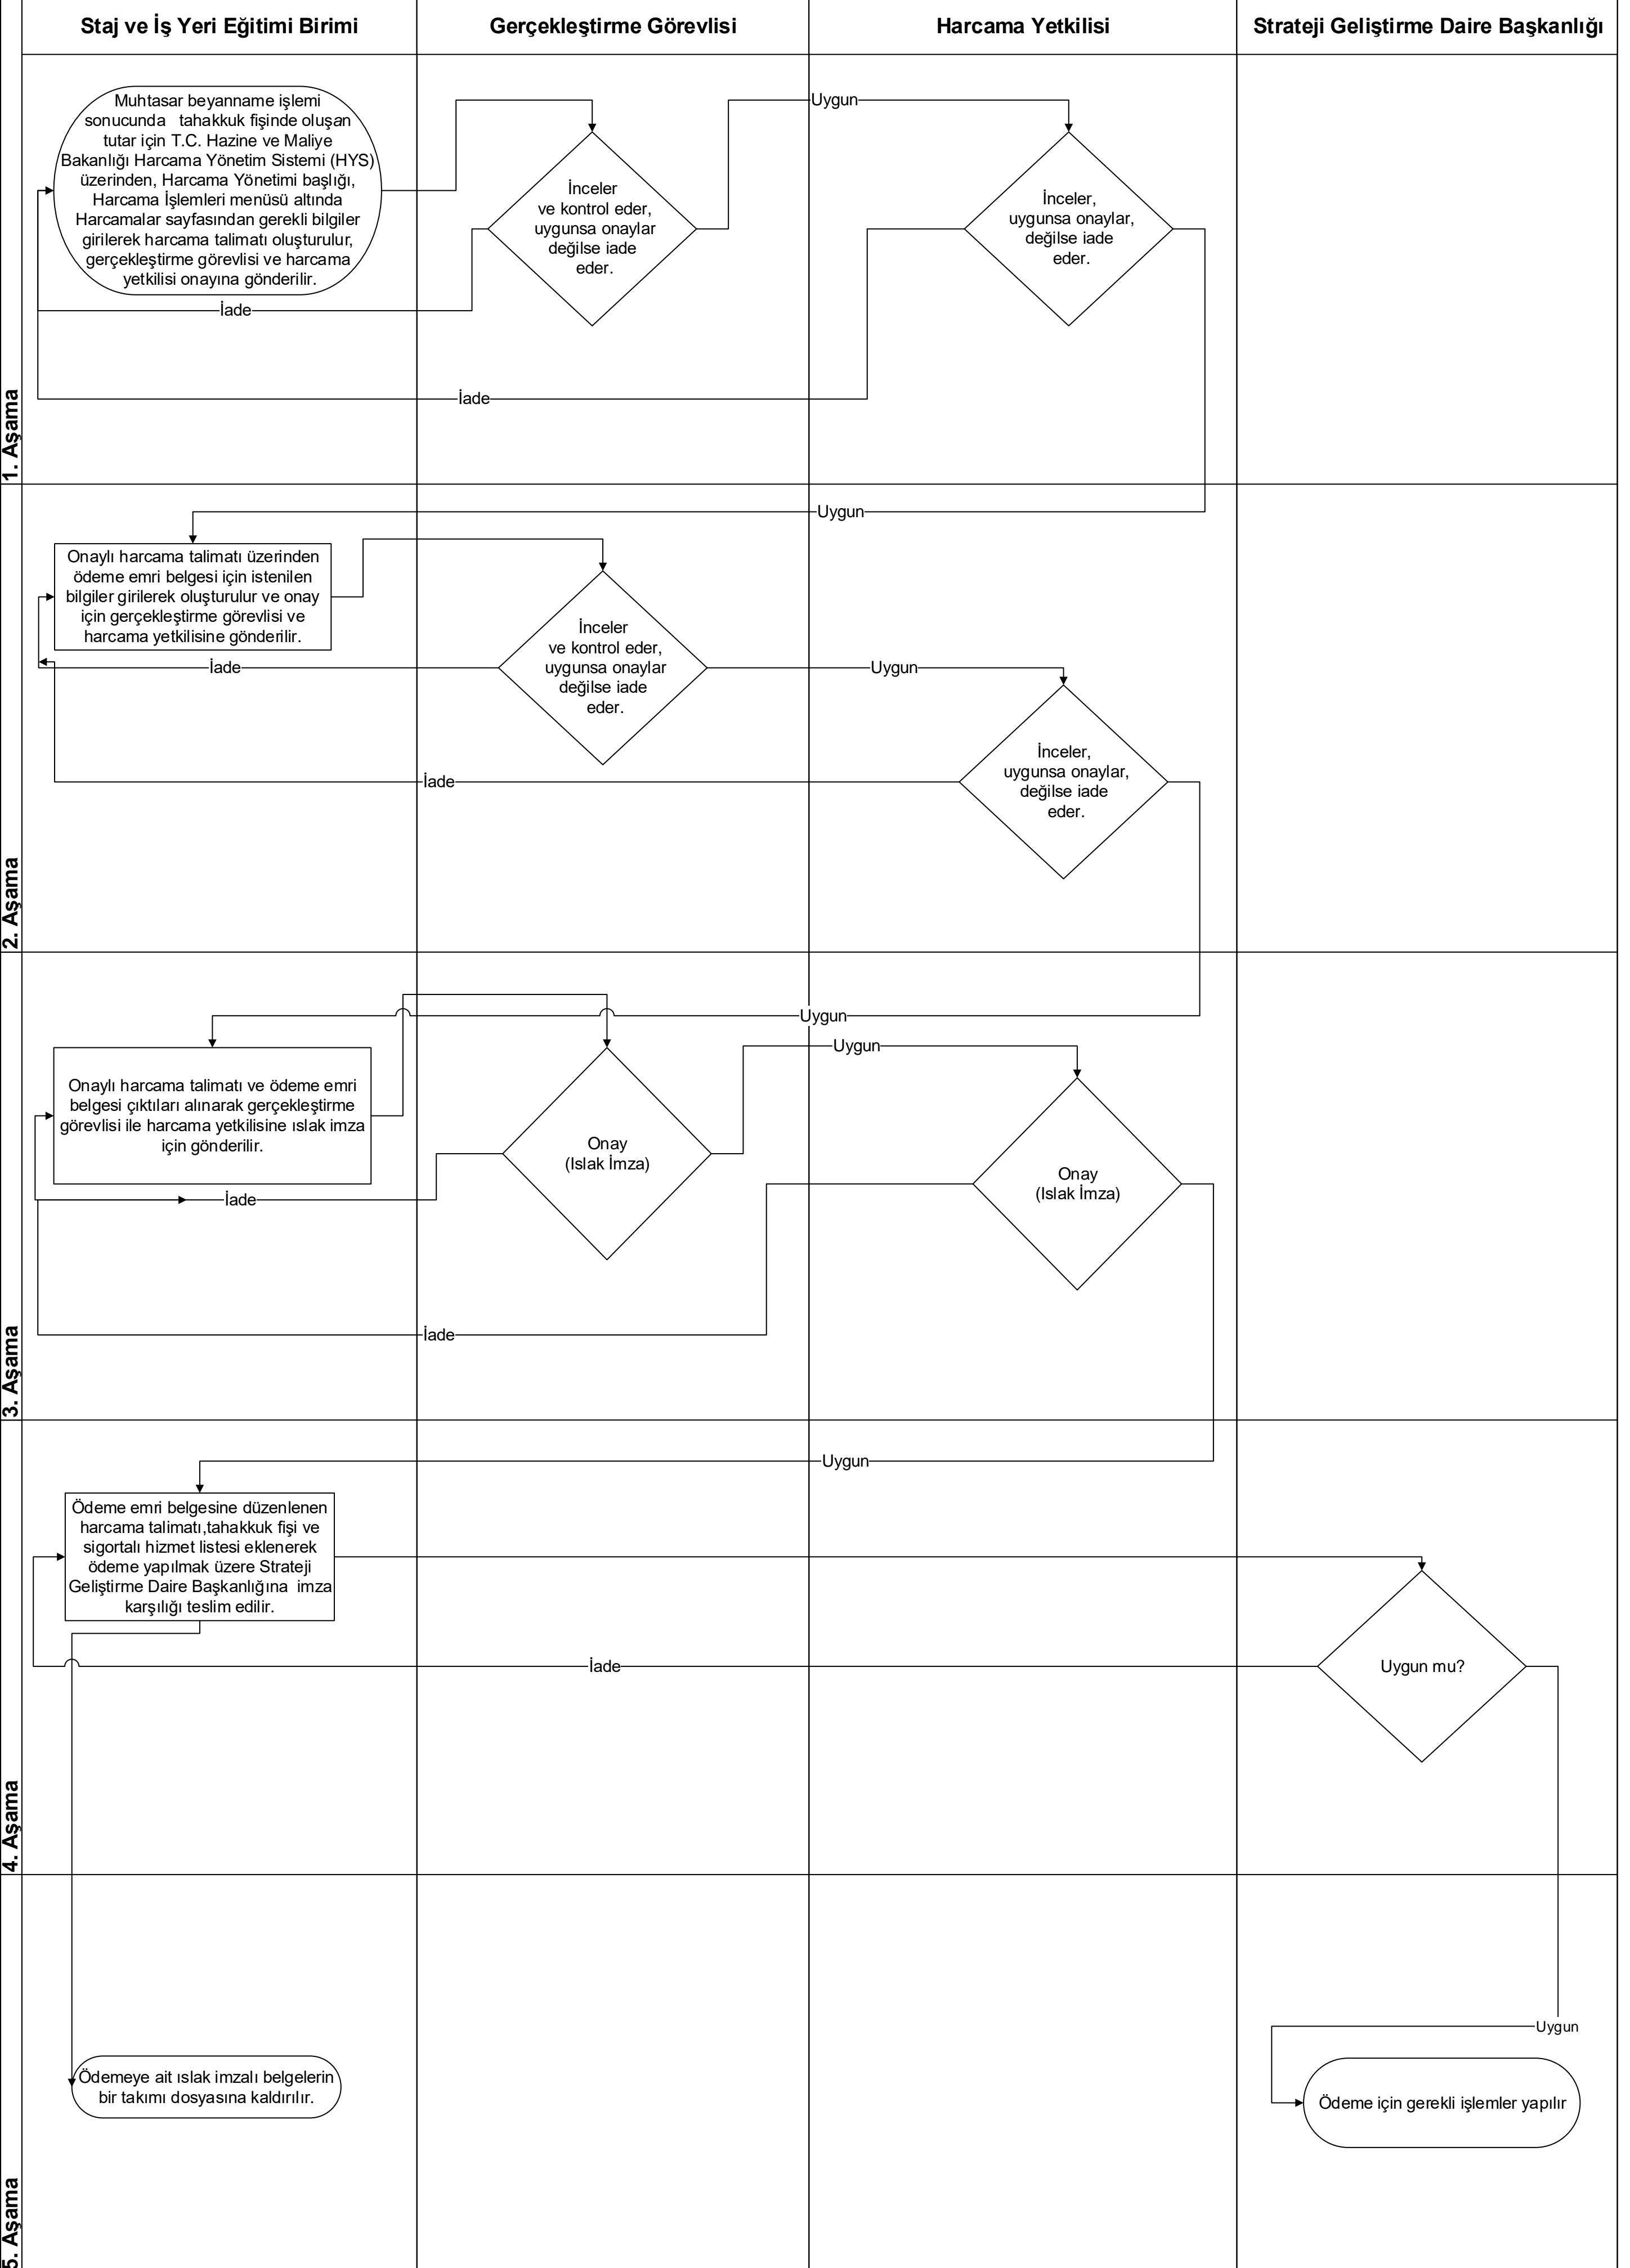 Staj ve İş Yeri Eğitimi Birimi
Gerçekleştirme Görevlisi
Harcama Yetkilisi
Strateji Geliştirme Daire Başkanlığı
1. Aşama
Muhtasar beyanname işlemi
sonucunda tahakkuk fişinde oluşan
tutar için T.C. Hazine ve Maliye
Bakanlığı Harcama Yönetim Sistemi (HYS)
üzerinden, Harcama Yönetimi başlığı,
Harcama İşlemleri menüsü altında
Harcamalar sayfasından gerekli bilgiler
girilerek harcama talimatı oluşturulur,
gerçekleştirme görevlisi ve harcama
yetkilisi onayına gönderilir.
İnceler
ve kontrol eder,
uygunsa onaylar
değilse iade
eder.
Uygun
İnceler,
uygunsa onaylar,
değilse iade
eder.
İade
İade
2. Aşama
Uygun
Onaylı harcama talimatı üzerinden
ödeme emri belgesi için istenilen
bilgiler girilerek oluşturulur ve onay
için gerçekleştirme görevlisi ve
harcama yetkilisine gönderilir.
İnceler
ve kontrol eder,
uygunsa onaylar
değilse iade
eder.
İade
Uygun
İnceler,
uygunsa onaylar,
değilse iade
eder.
İade
3. Aşama
Uygun
Uygun
Onaylı harcama talimatı ve ödeme emri
belgesi çıktıları alınarak gerçekleştirme
görevlisi ile harcama yetkilisine ıslak imza
için gönderilir.
Onay
(Islak İmza)
Onay
(Islak İmza)
İade
İade
4. Aşama
Uygun
Ödeme emri belgesine düzenlenen
harcama talimatı,tahakkuk fişi ve
sigortalı hizmet listesi eklenerek
ödeme yapılmak üzere Strateji
Geliştirme Daire Başkanlığına imza
karşılığı teslim edilir.
İade
Uygun mu?
5. Aşama
Uygun
Ödemeye ait ıslak imzalı belgelerin
bir takımı dosyasına kaldırılır.
Ödeme için gerekli işlemler yapılır